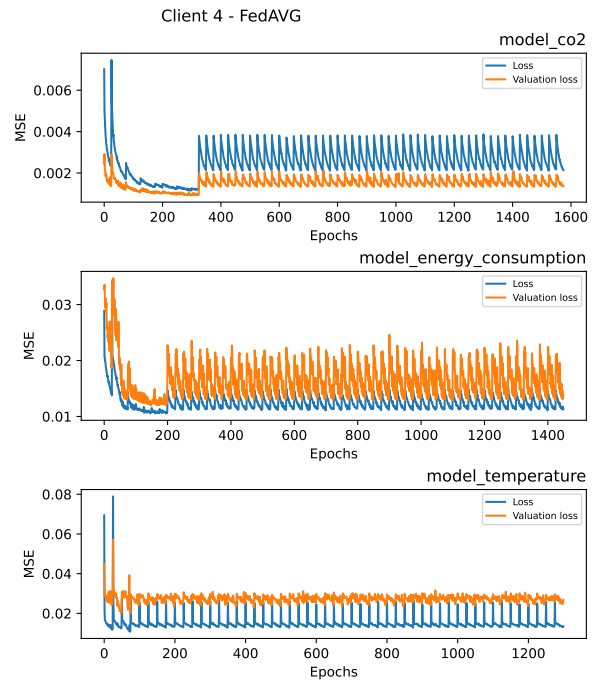 Client 4 - FedAVG
model_co2
MSE
0.006
0.004
0.002
Loss
Valuation loss
0 200 400 600 800 1000 1200 1400 1600
Epochs
model_energy_consumption
MSE
0.03
0.02
0.01
Loss
Valuation loss
0 200 400 600 800 1000 1200 1400
Epochs
model_temperature
MSE
0.08
0.06
0.04
0.02
Loss
Valuation loss
0 200 400 600 800 1000 1200
Epochs